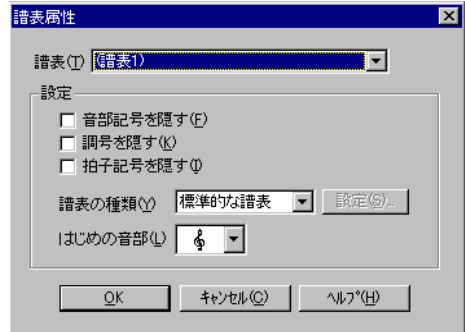 譜表属性
譜表(T) (譜表1)
設定
音部記号を隠す(F)
調号を隠す(K)
拍子記号を隠す(I)
譜表の種類(Y) 標準的な譜表 設定(S)...
はじめの音部(L)
OK キャンセル(C) ヘルプ(H)